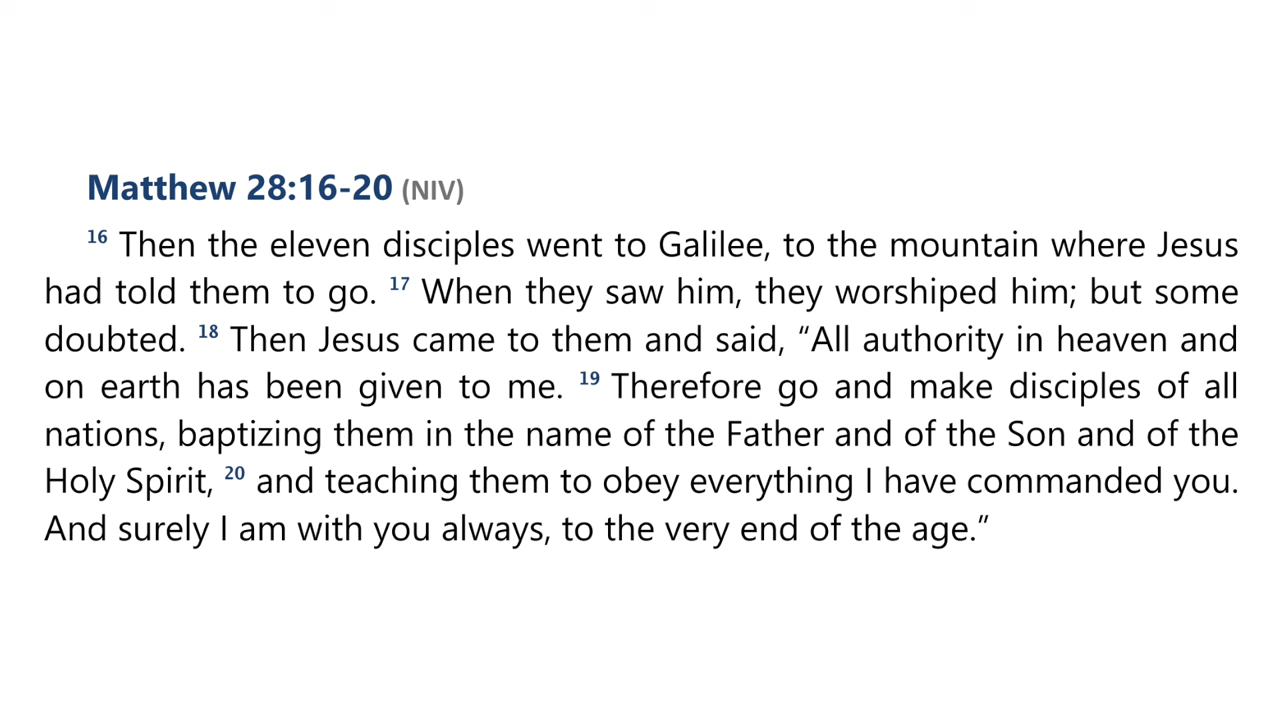 Matthew 28:16-20 (NIV)
16 Then the eleven disciples went to Galilee, to the mountain where Jesus
had told them to go. 17 When they saw him, they worshiped him; but some
doubted. 18 Then Jesus came to them and said, “All authority in heaven and
on earth has been given to me. 19 Therefore go and make disciples of all
nations, baptizing them in the name of the Father and of the Son and of the
Holy Spirit, 20 and teaching them to obey everything I have commanded you.
And surely I am with you always, to the very end of the age.”